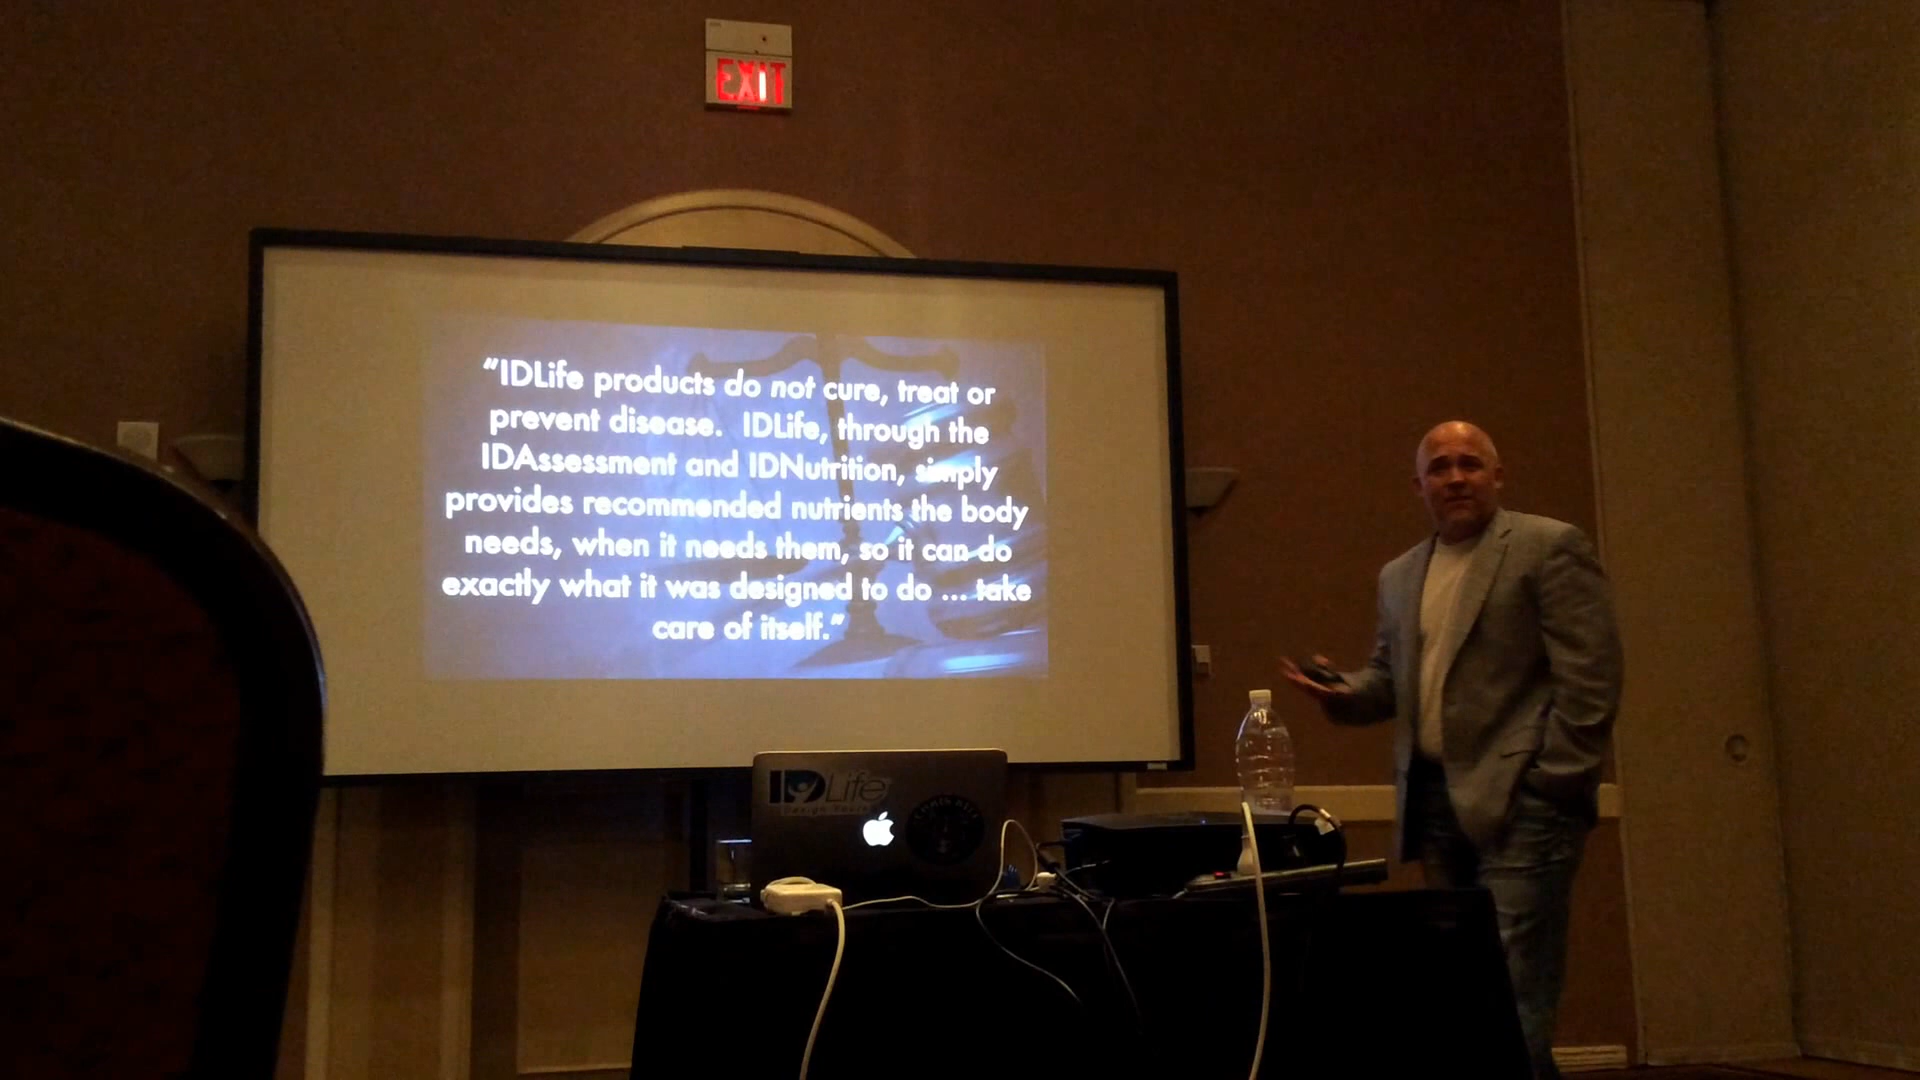 EXIT
“IDLife products do not cure, treat or
prevent disease.  IDLife, through the
IDAssessment and IDNutrition, simply
provides recommended nutrients the body
needs, when it needs them, so it can do
exactly what it was designed to do ... take
care of itself.”
IDLife